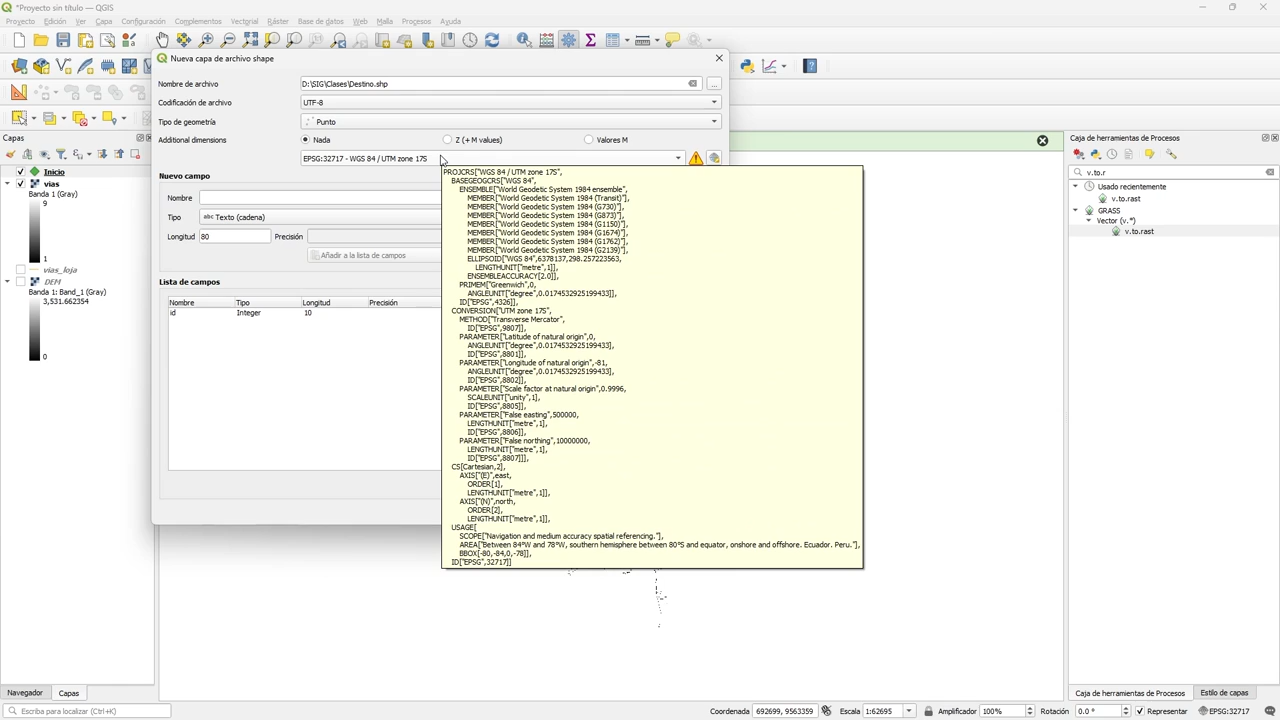 *Proyecto sin título — QGIS
Proyecto Edición Ver Capa Configuración Complementos Vectorial Ráster Base de datos Web Malla Procesos Ayuda
Nueva capa de archivo shape
Nombre de archivo D:\SIG\Clases\Destino.shp ...
Codificación de archivo UTF-8
Tipo de geometría Punto
Additional dimensions Nada Z (+ M values) Valores M
EPSG:32717 - WGS 84 / UTM zone 17S
Nuevo campo
Nombre
Tipo abc Texto (cadena)
Longitud 80 Precisión
Añadir a la lista de campos
Lista de campos
Nombre Tipo Longitud Precisión
id Integer 10
PROJCRS["WGS 84 / UTM zone 17S",
BASEGEOGCRS["WGS 84",
ENSEMBLE["World Geodetic System 1984 ensemble",
MEMBER["World Geodetic System 1984 (Transit)"],
MEMBER["World Geodetic System 1984 (G730)"],
MEMBER["World Geodetic System 1984 (G873)"],
MEMBER["World Geodetic System 1984 (G1150)"],
MEMBER["World Geodetic System 1984 (G1674)"],
MEMBER["World Geodetic System 1984 (G1762)"],
MEMBER["World Geodetic System 1984 (G2139)"],
ELLIPSOID["WGS 84",6378137,298.257223563,
LENGTHUNIT["metre",1]],
ENSEMBLEACCURACY[2.0]],
PRIMEM["Greenwich",0,
ANGLEUNIT["degree",0.0174532925199433]],
ID["EPSG",4326]],
CONVERSION["UTM zone 17S",
METHOD["Transverse Mercator",
ID["EPSG",9807]],
PARAMETER["Latitude of natural origin",0,
ANGLEUNIT["degree",0.0174532925199433],
ID["EPSG",8801]],
PARAMETER["Longitude of natural origin",-81,
ANGLEUNIT["degree",0.0174532925199433],
ID["EPSG",8802]],
PARAMETER["Scale factor at natural origin",0.9996,
SCALEUNIT["unity",1],
ID["EPSG",8805]],
PARAMETER["False easting",500000,
LENGTHUNIT["metre",1],
ID["EPSG",8806]],
PARAMETER["False northing",10000000,
LENGTHUNIT["metre",1],
ID["EPSG",8807]]],
CS[Cartesian,2],
AXIS["(E)",east,
ORDER[1],
LENGTHUNIT["metre",1]],
AXIS["(N)",north,
ORDER[2],
LENGTHUNIT["metre",1]],
USAGE[
SCOPE["Navigation and medium accuracy spatial referencing."],
AREA["Between 84°W and 78°W, southern hemisphere between 80°S and equator, onshore and offshore. Ecuador. Peru."],
BBOX[-80,-84,0,-78]],
ID["EPSG",32717]]
Capas
Inicio
vias
Banda 1 (Gray)
9
1
vias_loja
DEM
Banda 1: Band_1 (Gray)
3,531.662354
0
Navegador Capas
Caja de herramientas de Procesos
v.to.r
Usado recientemente
v.to.rast
GRASS
Vector (v.*)
v.to.rast
Caja de herramientas de Procesos Estilo de capas
Escriba para localizar (Ctrl+K) Coordenada 692699, 9563359 Escala 1:62695 Amplificador 100% Rotación 0.0 ° Representar EPSG:32717